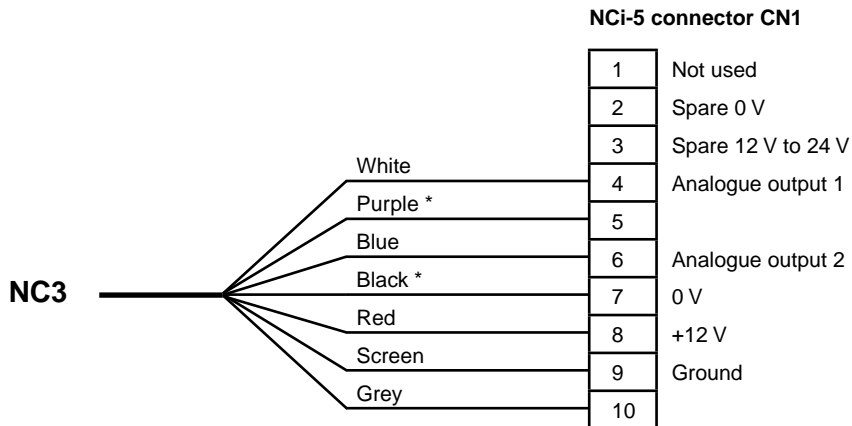 NCi-5 connector CN1
1 Not used
2 Spare 0 V
3 Spare 12 V to 24 V
White 4 Analogue output 1
Purple * 5
Blue 6 Analogue output 2
NC3
Black * 7 0 V
Red 8 +12 V
Screen 9 Ground
Grey 10